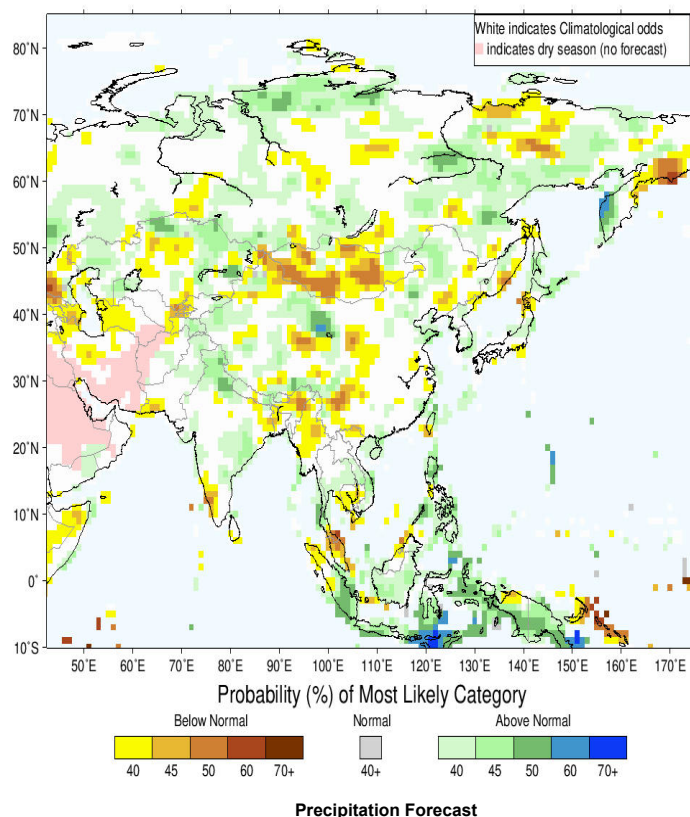 White indicates Climatological odds
indicates dry season (no forecast)
80°N
70°N
60°N
50°N
40°N
30°N
20°N
10°N
0°
10°S
50°E 60°E 70°E 80°E 90°E 100°E 110°E 120°E 130°E 140°E 150°E 160°E 170°E
Probability (%) of Most Likely Category
Below Normal Normal Above Normal
40 45 50 60 70+ 40+ 40 45 50 60 70+
Precipitation Forecast